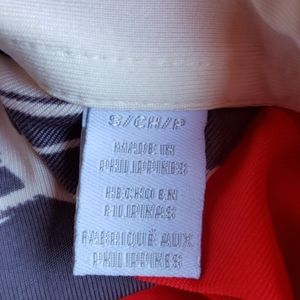 S/CH/P
MADE IN
PHILIPPINES
HECHO EN
FILIPINAS
FABRIQUÉ AUX
PHILIPPINES